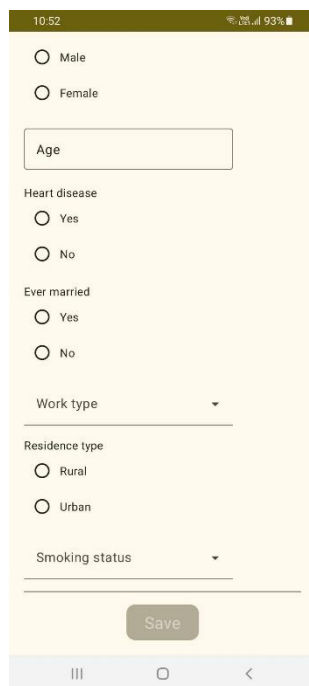 10:52
93%
Male
Female
Age
Heart disease
Yes
No
Ever married
Yes
No
Work type
Residence type
Rural
Urban
Smoking status
Save